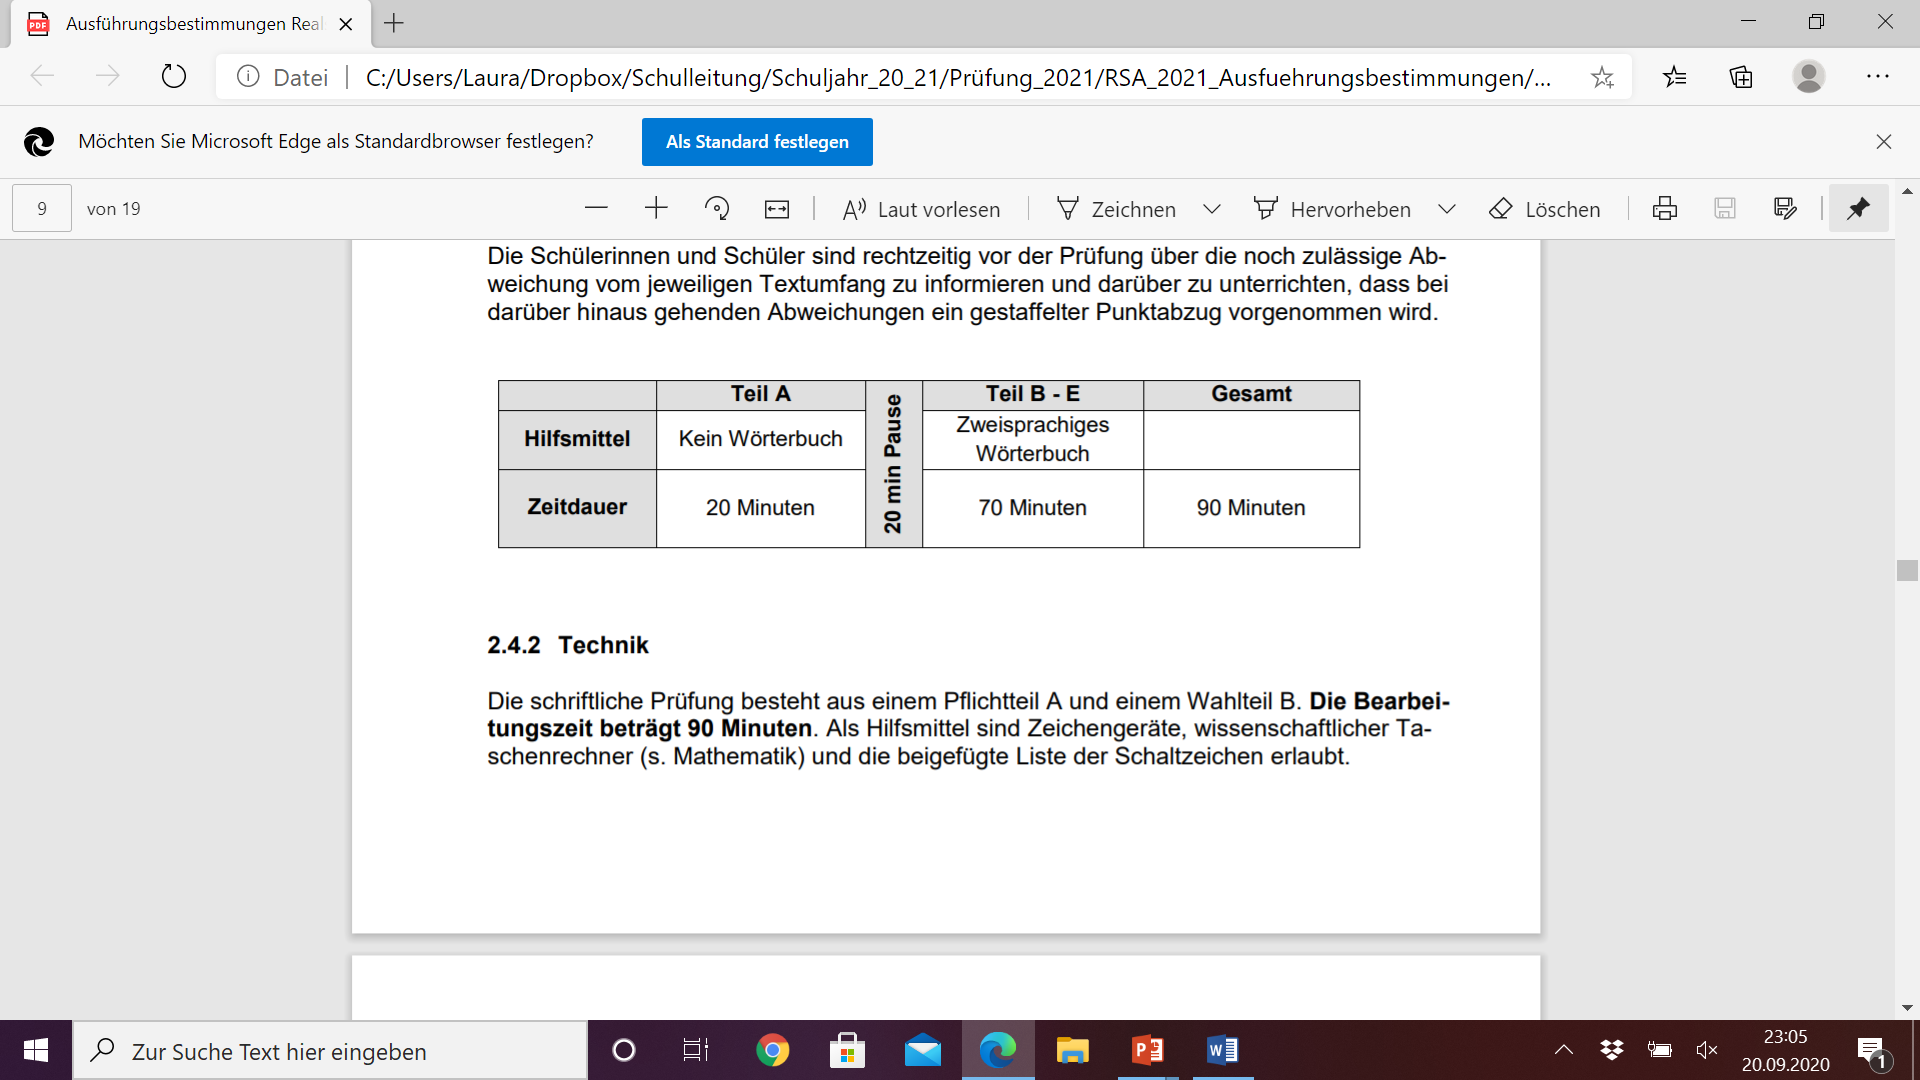 Ausführungsbestimmungen Real
Datei
C:/Users/Laura/Dropbox/Schulleitung/Schuljahr_20_21/Prüfung_2021/RSA_2021_Ausfuehrungsbestimmungen/...
Möchten Sie Microsoft Edge als Standardbrowser festlegen?
Als Standard festlegen
9 von 19
Laut vorlesen
Zeichnen
Hervorheben
Löschen
Die Schülerinnen und Schüler sind rechtzeitig vor der Prüfung über die noch zulässige Ab-
weichung vom jeweiligen Textumfang zu informieren und darüber zu unterrichten, dass bei
darüber hinaus gehenden Abweichungen ein gestaffelter Punktabzug vorgenommen wird.
Teil A
20 min Pause
Teil B - E
Gesamt
Hilfsmittel
Kein Wörterbuch
Zweisprachiges
Wörterbuch
Zeitdauer
20 Minuten
70 Minuten
90 Minuten
2.4.2 Technik
Die schriftliche Prüfung besteht aus einem Pflichtteil A und einem Wahlteil B. Die Bearbei-
tungszeit beträgt 90 Minuten. Als Hilfsmittel sind Zeichengeräte, wissenschaftlicher Ta-
schenrechner (s. Mathematik) und die beigefügte Liste der Schaltzeichen erlaubt.
Zur Suche Text hier eingeben
23:05
20.09.2020
1